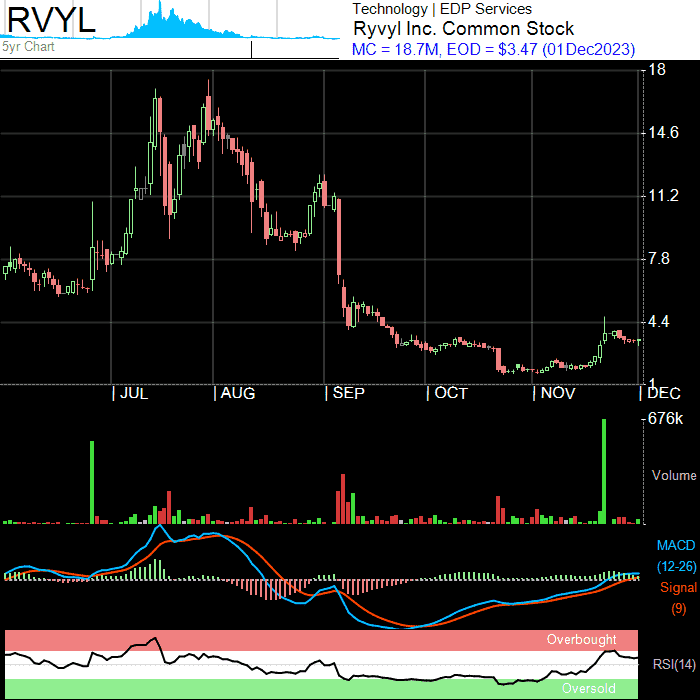 RVYL
5yr Chart
Technology | EDP Services
Ryvyl Inc. Common Stock
MC = 18.7M, EOD = $3.47 (01Dec2023)
18
14.6
11.2
7.8
4.4
1
JUL AUG SEP OCT NOV DEC
676k
Volume
MACD
(12-26)
Signal
(9)
Overbought
RSI(14)
Oversold